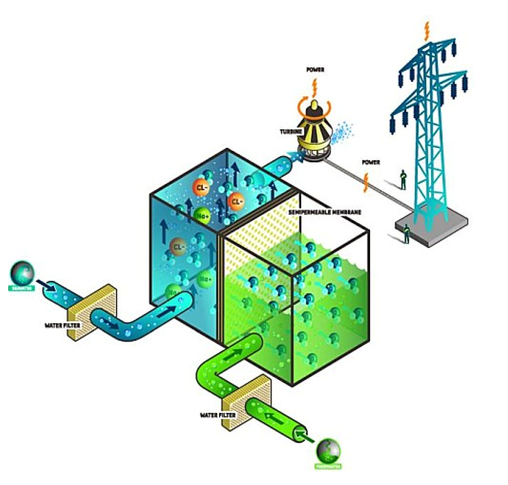 POWER
TURBINE
POWER
SEMIPERMEABLE MEMBRANE
CL-
CL-
Na+
CL-
Na+
WATER FILTER
WATER FILTER